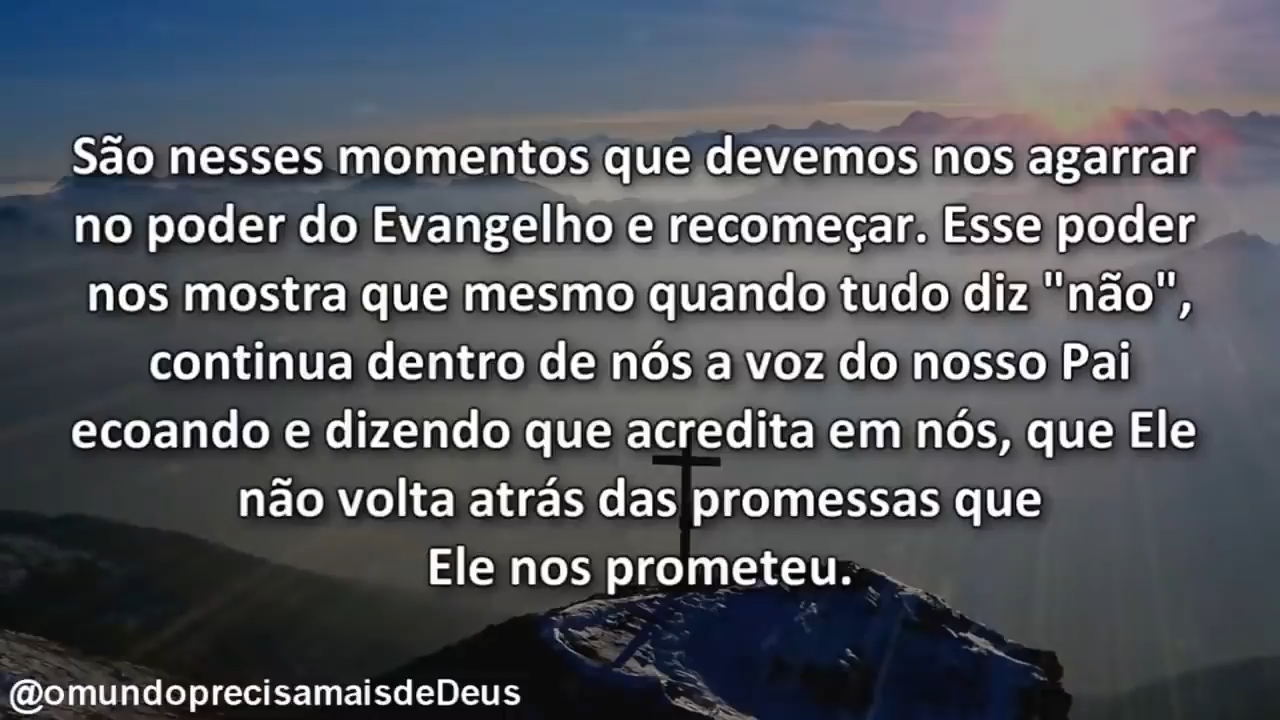 São nesses momentos que devemos nos agarrar
no poder do Evangelho e recomeçar. Esse poder
nos mostra que mesmo quando tudo diz "não",
continua dentro de nós a voz do nosso Pai
ecoando e dizendo que acredita em nós, que Ele
não volta atrás das promessas que
Ele nos prometeu.
@omundoprecisamaisdeDeus